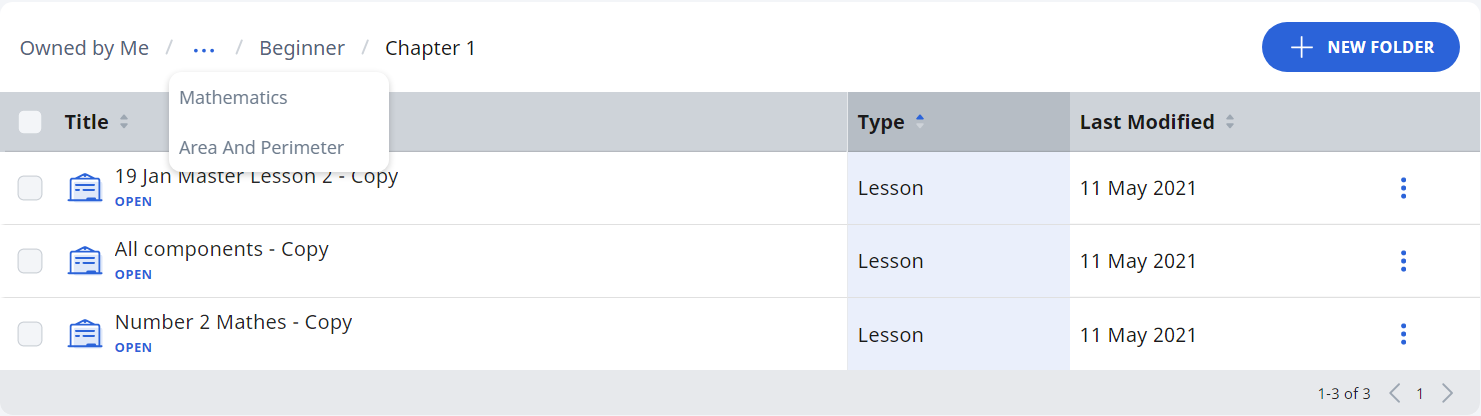 Owned by Me / ... / Beginner / Chapter 1
+ NEW FOLDER
Mathematics
Area And Perimeter
Title Type Last Modified
19 Jan Master Lesson 2 - Copy Lesson 11 May 2021
OPEN
All components - Copy Lesson 11 May 2021
OPEN
Number 2 Mathes - Copy Lesson 11 May 2021
OPEN
1-3 of 3 < 1 >